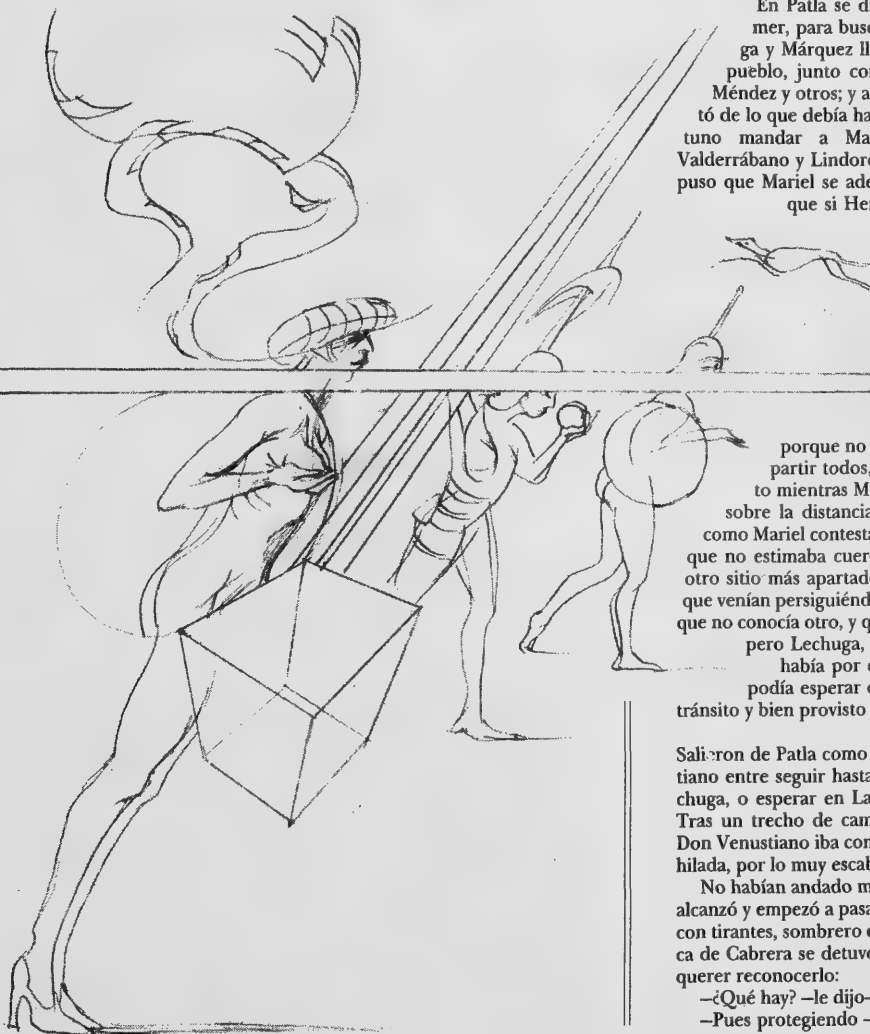 En Patla se d
mer, para bus
ga y Márquez ll
pueblo, junto co
Méndez y otros; y a
tó de lo que debía ha
tuno mandar a Ma
Valderrábano y Lindor
puso que Mariel se ade
que si He
porque no
partir todos,
to mientras M
sobre la distancia
como Mariel contesta
que no estimaba cuer
otro sitio más apartad
que venían persiguiénd
que no conocía otro, y q
pero Lechuga,
había por
podía esperar
tránsito y bien provisto
Salieron de Patla como
tiano entre seguir hasta
chuga, o esperar en La
Tras un trecho de cam
Don Venustiano iba con
hilada, por lo muy escab
No habían andado m
alcanzó y empezó a pasa
con tirantes, sombrero
ca de Cabrera se detuv
querer reconocerlo:
–¿Qué hay? –le dijo–
–Pues protegiendo –